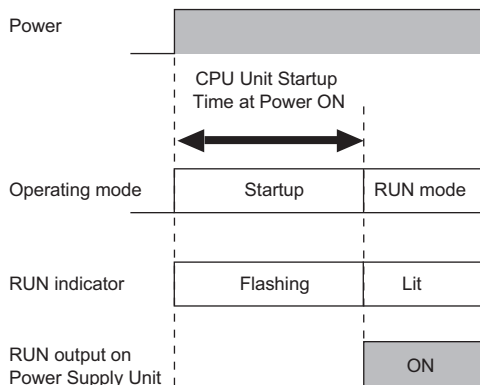 Power
CPU Unit Startup
Time at Power ON
Operating mode
Startup
RUN mode
RUN indicator
Flashing
Lit
RUN output on
Power Supply Unit
ON